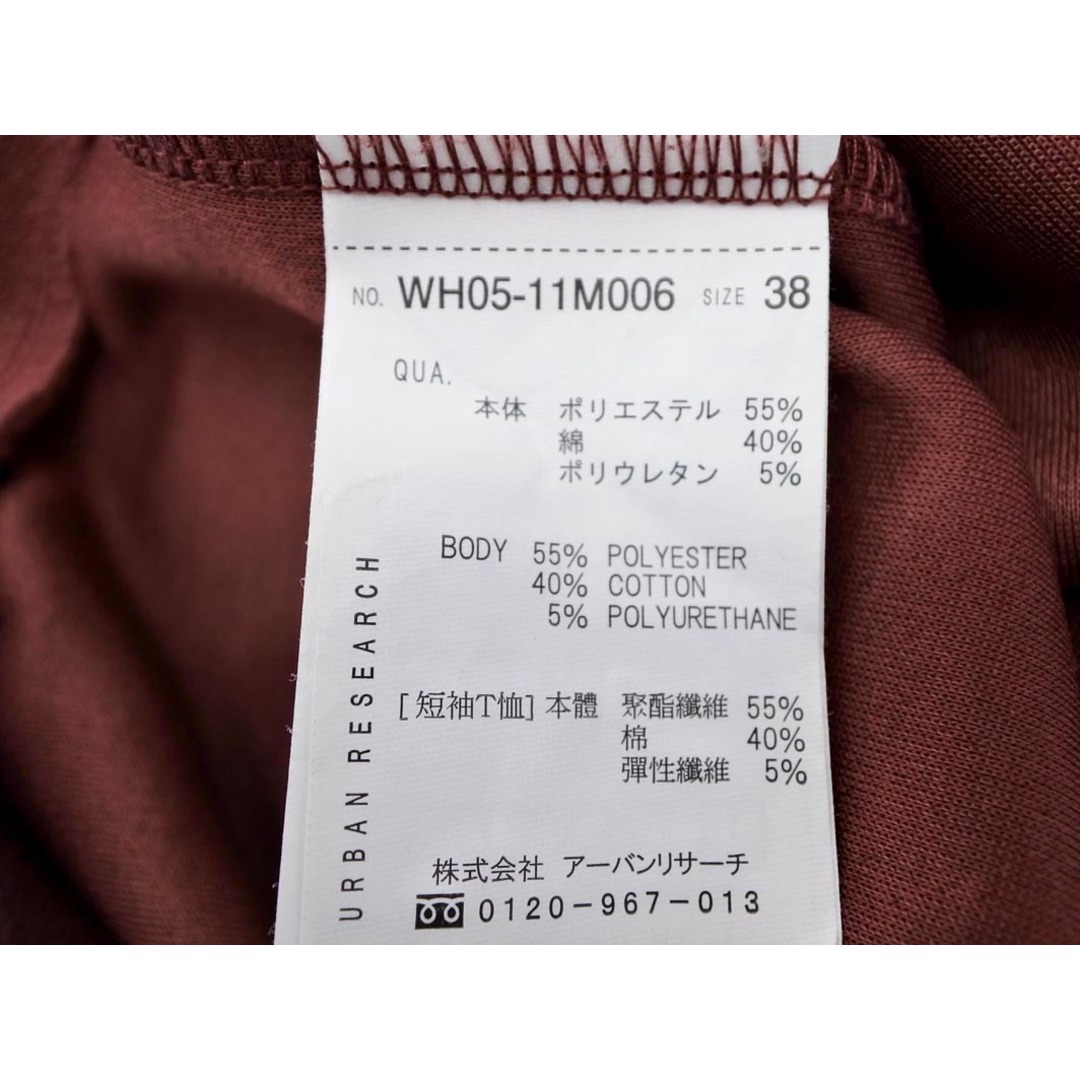 NO. WH05-11M006 SIZE 38
QUA.
本体 ポリエステル 55%
綿 40%
ポリウレタン 5%
BODY 55% POLYESTER
40% COTTON
5% POLYURETHANE
[短袖T恤] 本體 聚酯纖維 55%
棉 40%
彈性纖維 5%
株式会社 アーバンリサーチ
0120-967-013
URBAN RESEARCH